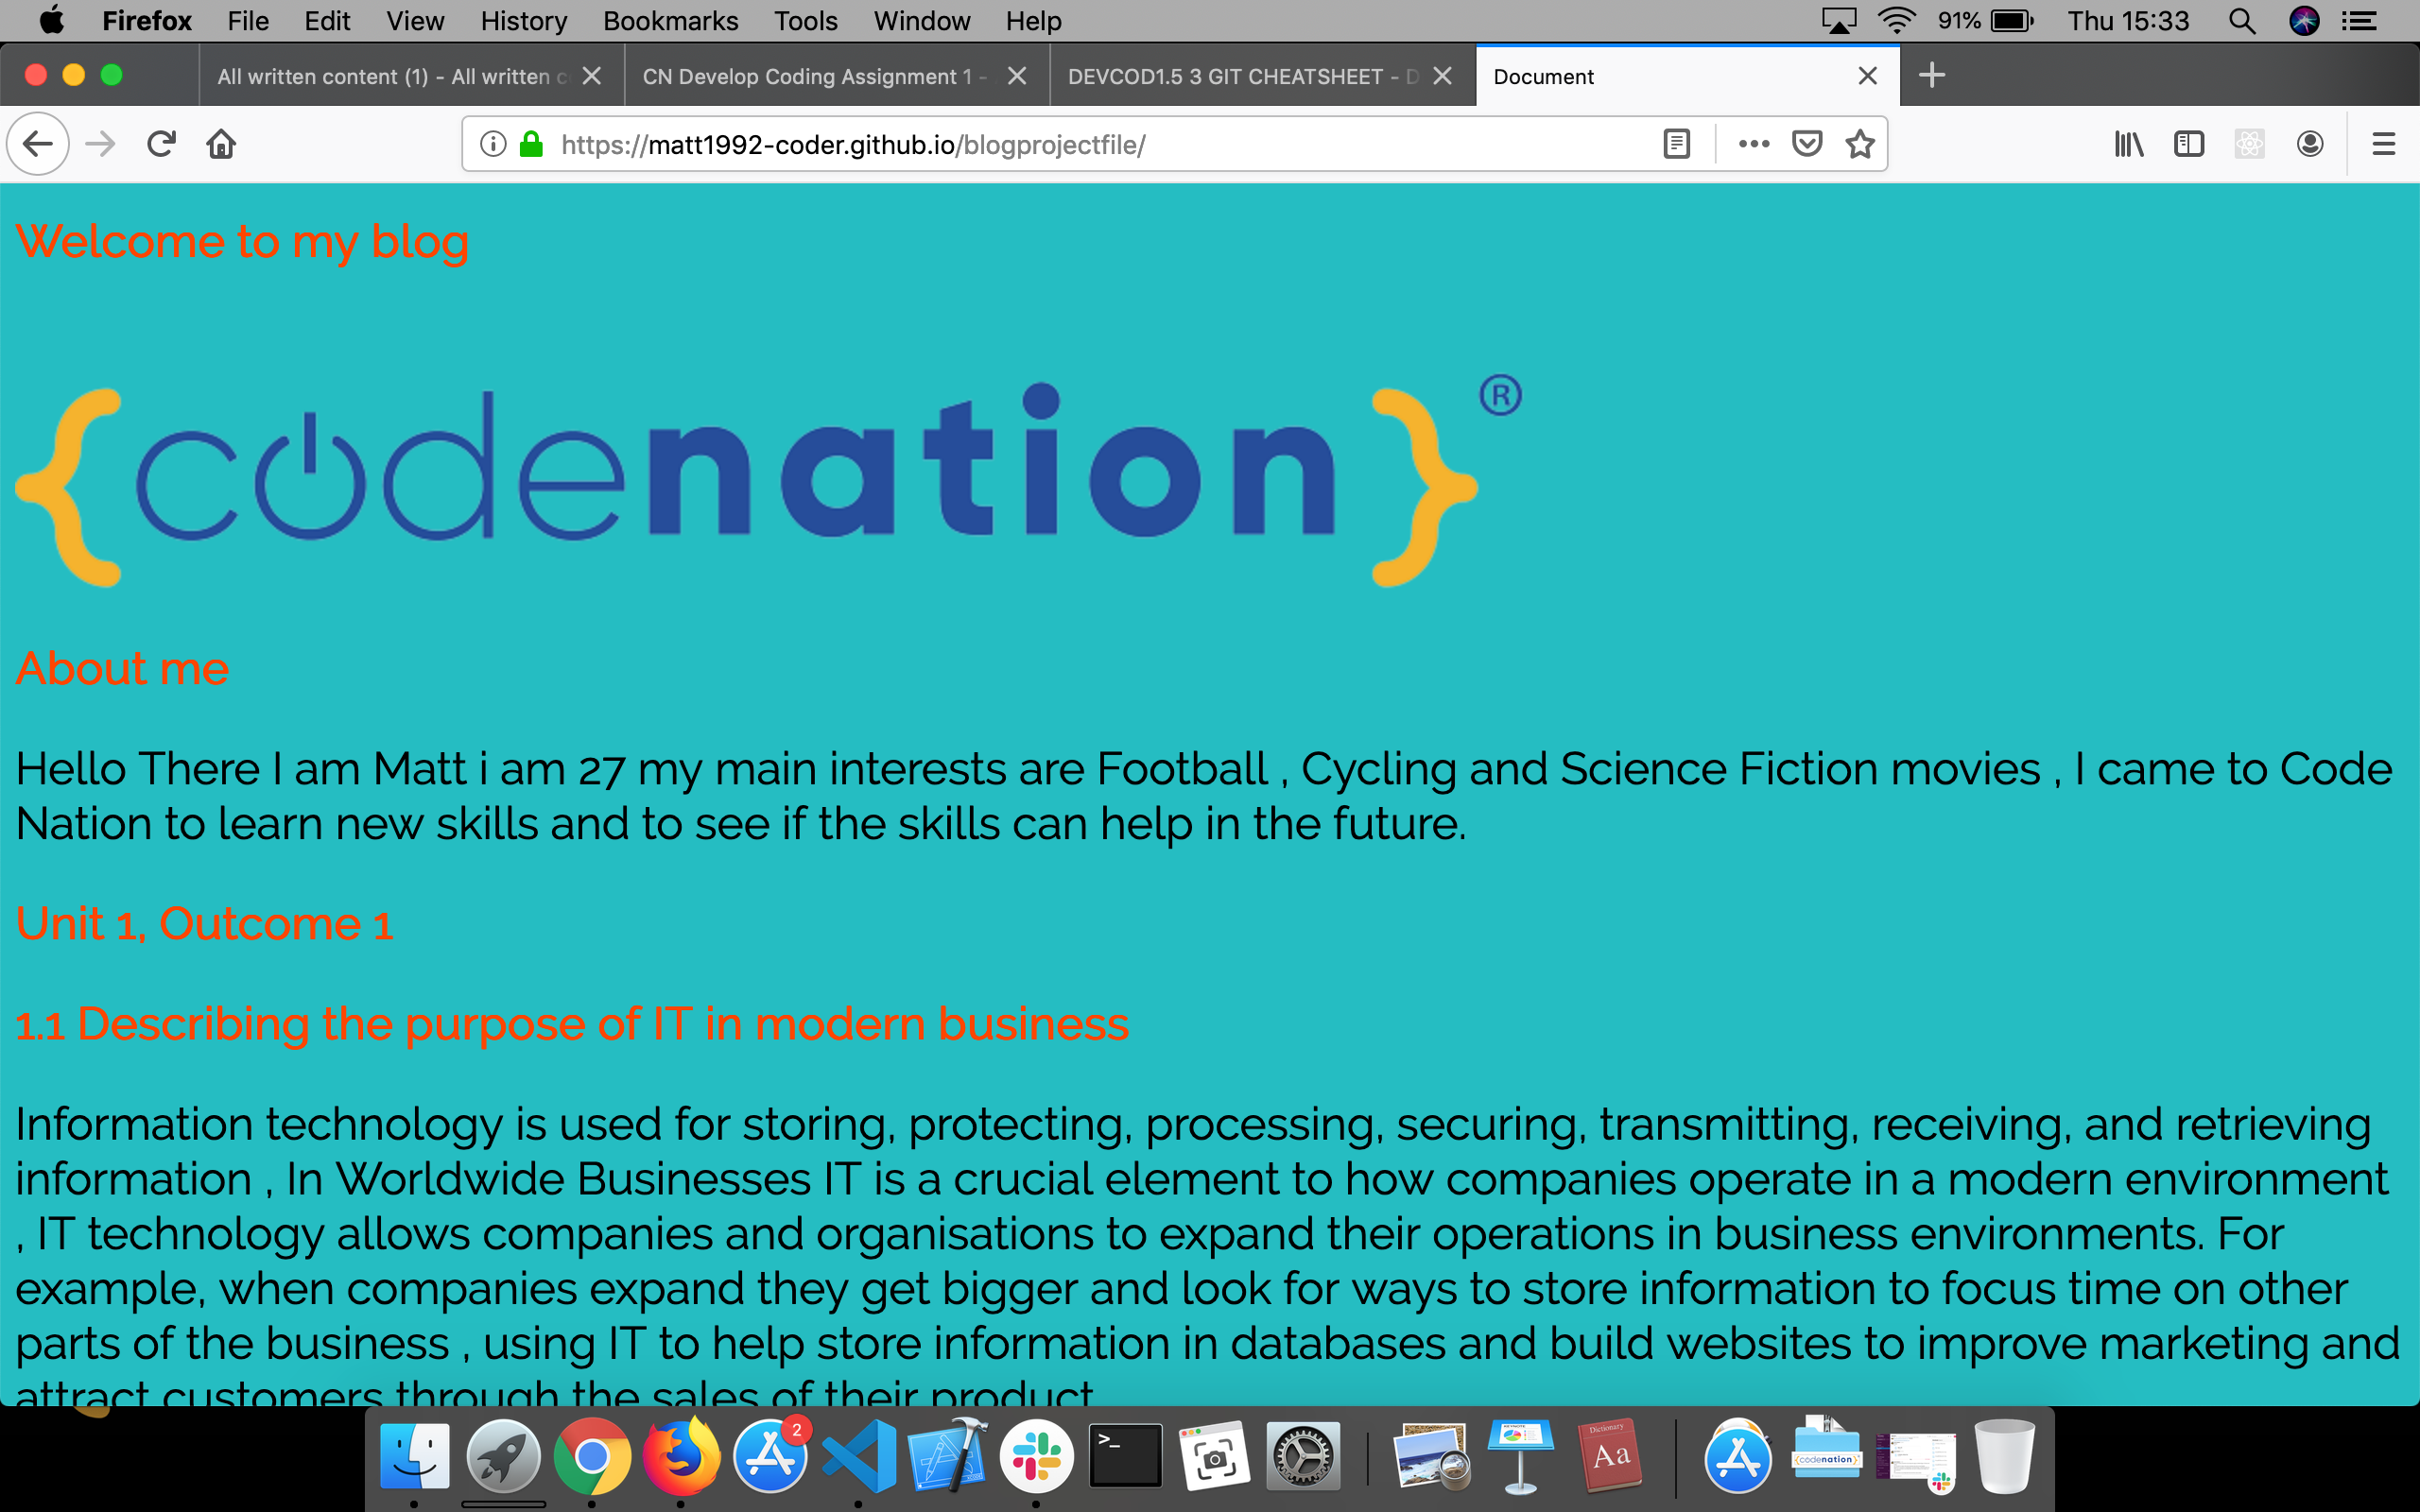 Firefox File Edit View History Bookmarks Tools Window Help 91% Thu 15:33
All written content (1) - All written c CN Develop Coding Assignment 1 - DEVCOD1.5 3 GIT CHEATSHEET - D Document
https://matt1992-coder.github.io/blogprojectfile/
Welcome to my blog
{codenation}®
About me
Hello There I am Matt i am 27 my main interests are Football , Cycling and Science Fiction movies , I came to Code
Nation to learn new skills and to see if the skills can help in the future.
Unit 1, Outcome 1
1.1 Describing the purpose of IT in modern business
Information technology is used for storing, protecting, processing, securing, transmitting, receiving, and retrieving
information , In Worldwide Businesses IT is a crucial element to how companies operate in a modern environment
, IT technology allows companies and organisations to expand their operations in business environments. For
example, when companies expand they get bigger and look for ways to store information to focus time on other
parts of the business , using IT to help store information in databases and build websites to improve marketing and
attract customers through the sales of their product
2
>_
Dictionary
Aa
{codenation}